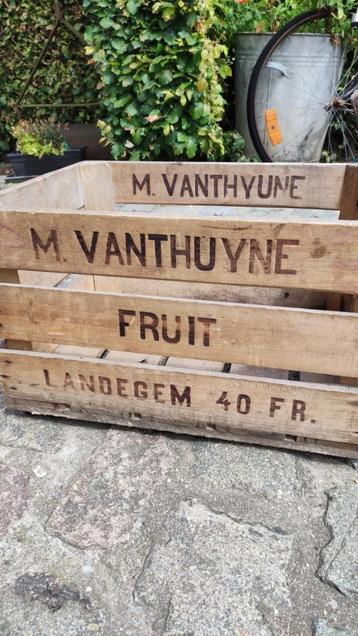 M. VANTHYUNE
M. VANTHUYNE
FRUIT
LANDEGEM 40 FR.